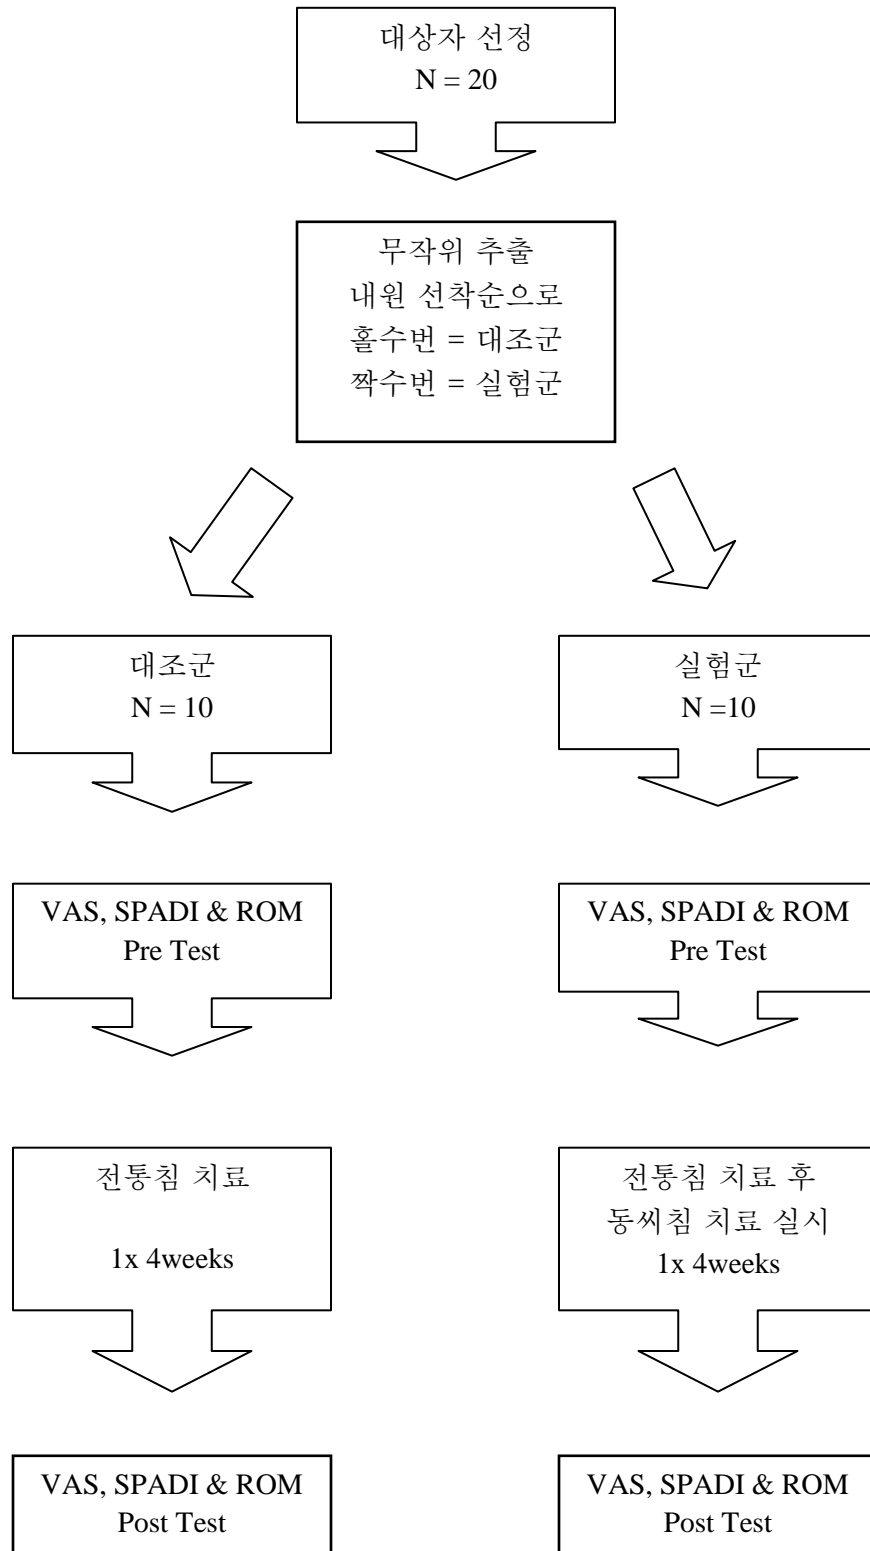 대상자 선정
N = 20
무작위 추출
내원 선착순으로
홀수번 = 대조군
짝수번 = 실험군
대조군
N = 10
실험군
N =10
VAS, SPADI & ROM
Pre Test
VAS, SPADI & ROM
Pre Test
전통침 치료
1x 4weeks
전통침 치료 후
동씨침 치료 실시
1x 4weeks
VAS, SPADI & ROM
Post Test
VAS, SPADI & ROM
Post Test